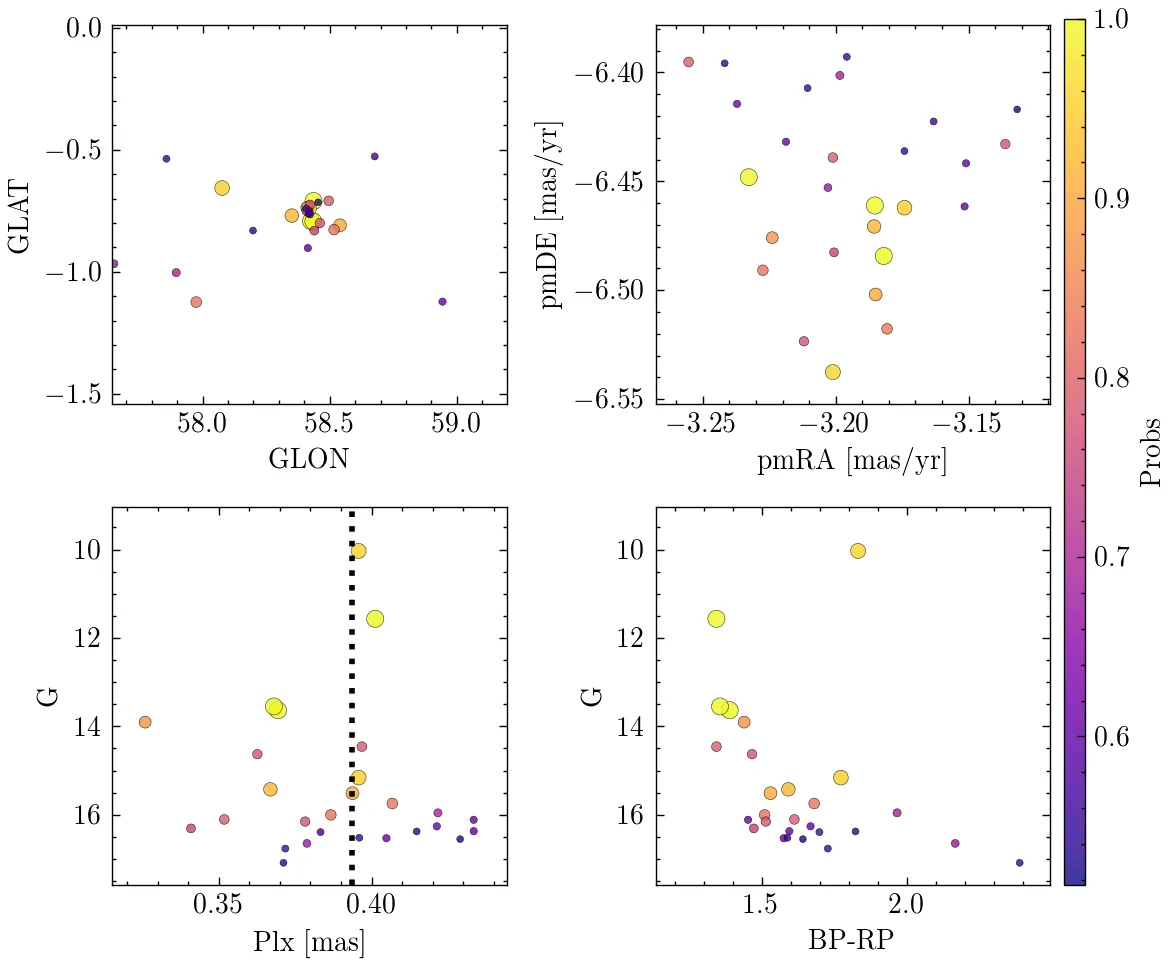 0.0
−0.5
−1.0
−1.5
GLAT
58.0 58.5 59.0
GLON
−6.40
−6.45
−6.50
−6.55
pmDE [mas/yr]
−3.25 −3.20 −3.15
pmRA [mas/yr]
1.0
0.9
0.8
0.7
0.6
Probs
10
12
14
16
G
0.35 0.40
Plx [mas]
10
12
14
16
G
1.5 2.0
BP-RP